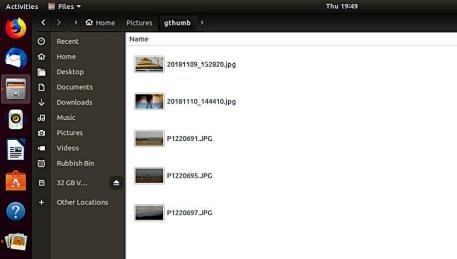 Activities Files Thu 19:49
Home Pictures gthumb
Name
Recent
Home
Desktop
Documents
Downloads
Music
Pictures
Videos
Rubbish Bin
32 GB V...
Other Locations
20181109_152820.jpg
20181110_144410.jpg
P1220691.JPG
P1220695.JPG
P1220697.JPG